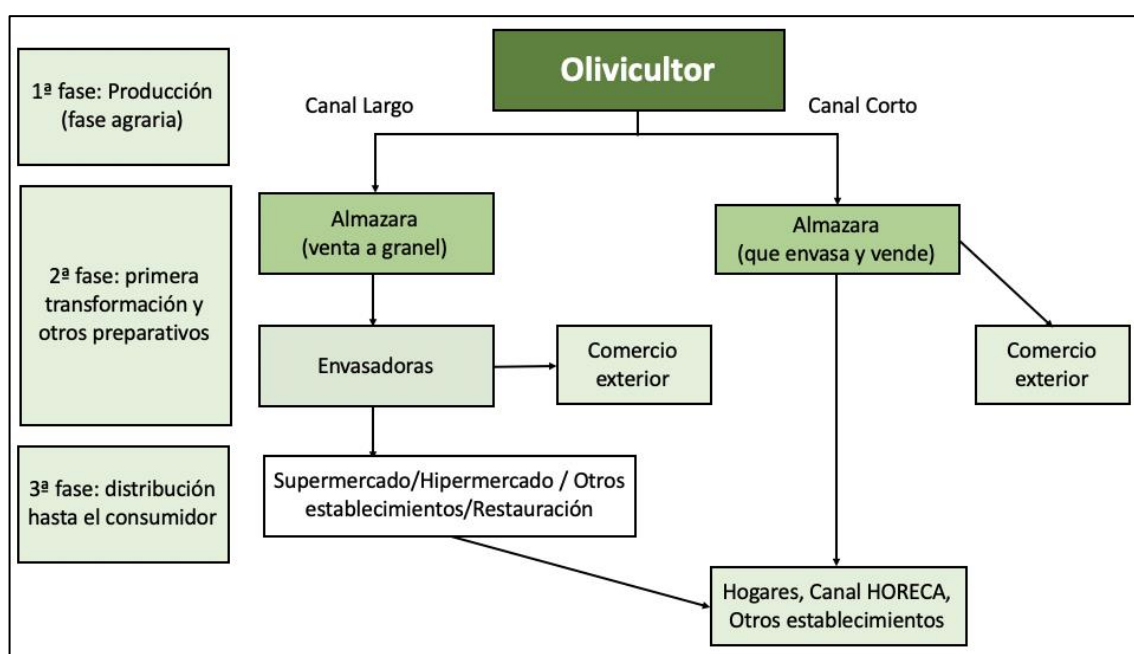 Olivicultor
1ª fase: Producción
(fase agraria)
Canal Largo
Canal Corto
2ª fase: primera
transformación y
otros preparativos
Almazara
(venta a granel)
Almazara
(que envasa y vende)
Envasadoras
Comercio
exterior
Comercio
exterior
3ª fase: distribución
hasta el consumidor
Supermercado/Hipermercado / Otros
establecimientos/Restauración
Hogares, Canal HORECA,
Otros establecimientos